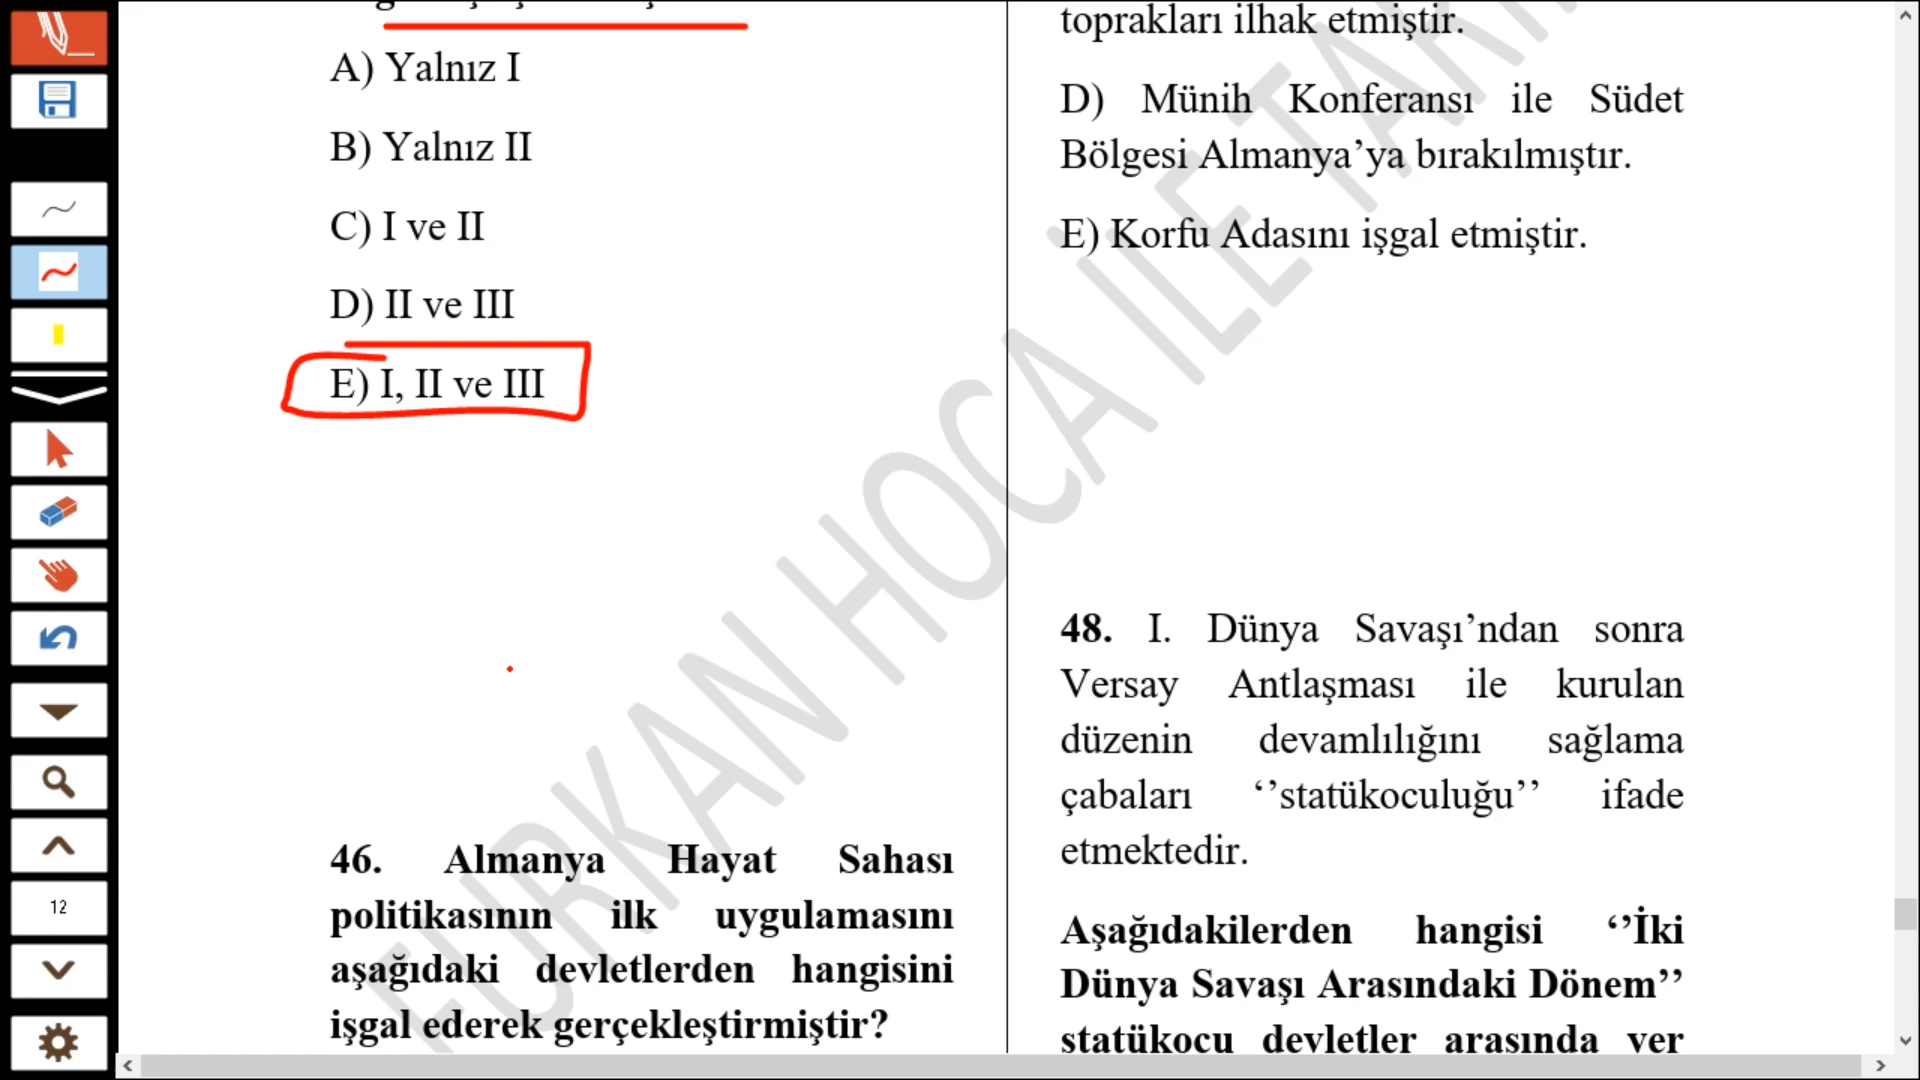 A) Yalnız I
B) Yalnız II
C) I ve II
D) II ve III
E) I, II ve III
46. Almanya Hayat Sahası
politikasının ilk uygulamasını
aşağıdaki devletlerden hangisini
işgal ederek gerçekleştirmiştir?
toprakları ilhak etmiştir.
D) Münih Konferansı ile Südet
Bölgesi Almanya’ya bırakılmıştır.
E) Korfu Adasını işgal etmiştir.
48. I. Dünya Savaşı’ndan sonra
Versay Antlaşması ile kurulan
düzenin devamlılığını sağlama
çabaları ‘’statükoculuğu’’ ifade
etmektedir.
Aşağıdakilerden hangisi ‘’İki
Dünya Savaşı Arasındaki Dönem’’
statükocu devletler arasında yer
FURKAN HOCA İLE TARİ
12